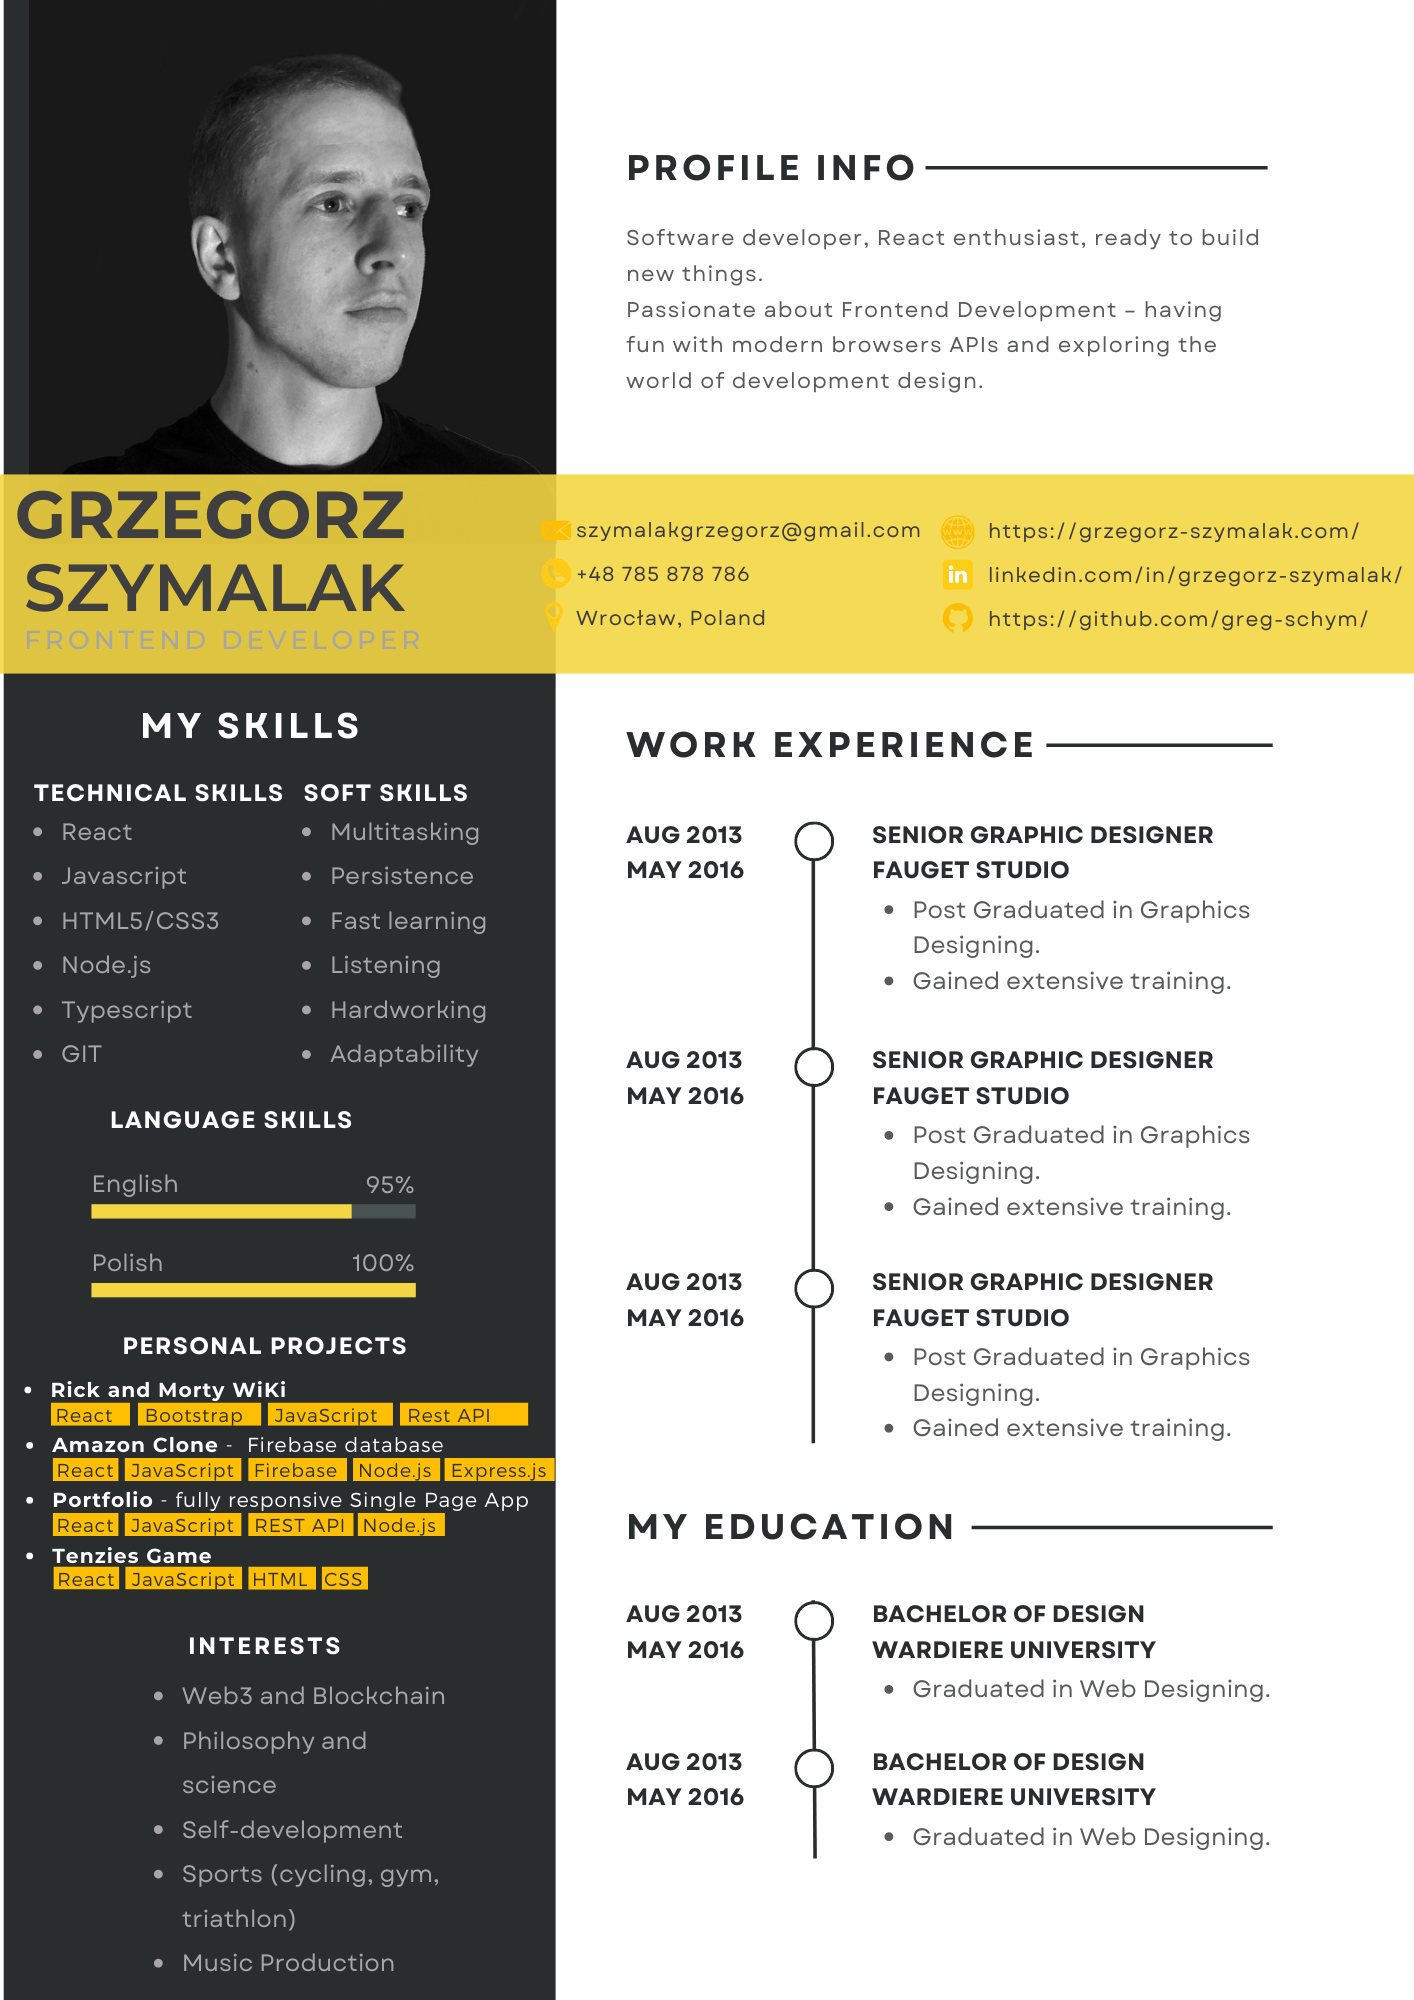 PROFILE INFO
Software developer, React enthusiast, ready to build
new things.
Passionate about Frontend Development – having
fun with modern browsers APIs and exploring the
world of development design.
GRZEGORZ
SZYMALAK
FRONTEND DEVELOPER
szymalakgrzegorz@gmail.com
+48 785 878 786
Wrocław, Poland
https://grzegorz-szymalak.com/
linkedin.com/in/grzegorz-szymalak/
https://github.com/greg-schym/
MY SKILLS
TECHNICAL SKILLS
• React
• Javascript
• HTML5/CSS3
• Node.js
• Typescript
• GIT
SOFT SKILLS
• Multitasking
• Persistence
• Fast learning
• Listening
• Hardworking
• Adaptability
LANGUAGE SKILLS
English 95%
Polish 100%
PERSONAL PROJECTS
• Rick and Morty WiKi
React Bootstrap JavaScript Rest API
• Amazon Clone - Firebase database
React JavaScript Firebase Node.js Express.js
• Portfolio - fully responsive Single Page App
React JavaScript REST API Node.js
• Tenzies Game
React JavaScript HTML CSS
INTERESTS
• Web3 and Blockchain
• Philosophy and
science
• Self-development
• Sports (cycling, gym,
triathlon)
• Music Production
WORK EXPERIENCE
AUG 2013
MAY 2016
SENIOR GRAPHIC DESIGNER
FAUGET STUDIO
• Post Graduated in Graphics
Designing.
• Gained extensive training.
AUG 2013
MAY 2016
SENIOR GRAPHIC DESIGNER
FAUGET STUDIO
• Post Graduated in Graphics
Designing.
• Gained extensive training.
AUG 2013
MAY 2016
SENIOR GRAPHIC DESIGNER
FAUGET STUDIO
• Post Graduated in Graphics
Designing.
• Gained extensive training.
MY EDUCATION
AUG 2013
MAY 2016
BACHELOR OF DESIGN
WARDIERE UNIVERSITY
• Graduated in Web Designing.
AUG 2013
MAY 2016
BACHELOR OF DESIGN
WARDIERE UNIVERSITY
• Graduated in Web Designing.